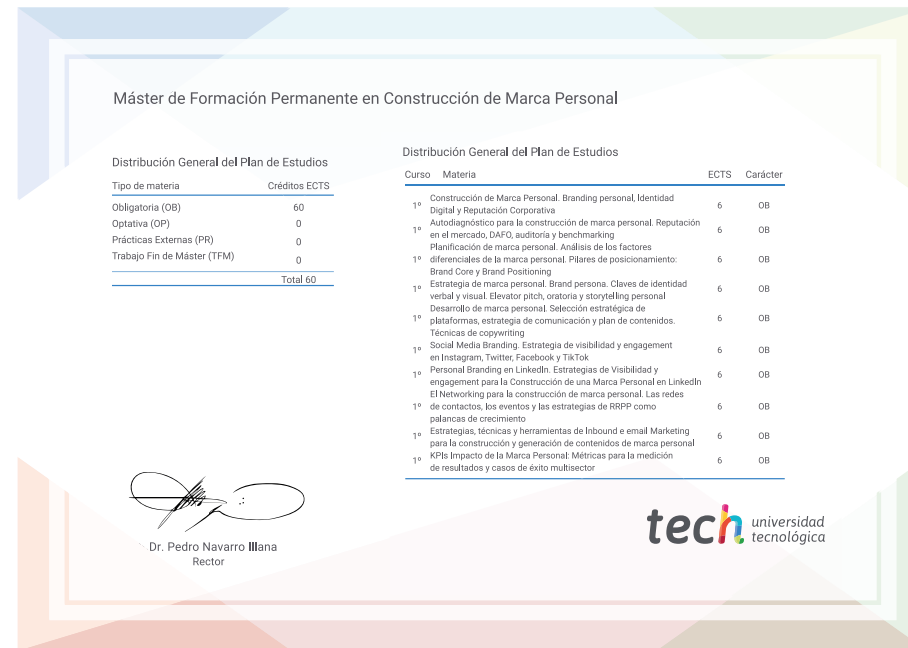 Máster de Formación Permanente en Construcción de Marca Personal
Distribución General del Plan de Estudios
Tipo de materia Créditos ECTS
Obligatoria (OB) 60
Optativa (OP) 0
Prácticas Externas (PR) 0
Trabajo Fin de Máster (TFM) 0
Total 60
Distribución General del Plan de Estudios
Curso Materia ECTS Carácter
Construcción de Marca Personal. Branding personal, Identidad
1º Digital y Reputación Corporativa 6 OB
Autodiagnóstico para la construcción de marca personal. Reputación
1º en el mercado, DAFO, auditoría y benchmarking 6 OB
Planificación de marca personal. Análisis de los factores
1º diferenciales de la marca personal. Pilares de posicionamiento: 6 OB
Brand Core y Brand Positioning
1º Estrategia de marca personal. Brand persona. Claves de identidad 6 OB
verbal y visual. Elevator pitch, oratoria y storytelling personal
Desarrollo de marca personal. Selección estratégica de
1º plataformas, estrategia de comunicación y plan de contenidos. 6 OB
Técnicas de copywriting
1º Social Media Branding. Estrategia de visibilidad y engagement 6 OB
en Instagram, Twitter, Facebook y TikTok
1º Personal Branding en LinkedIn. Estrategias de Visibilidad y 6 OB
engagement para la Construcción de una Marca Personal en LinkedIn
El Networking para la construcción de marca personal. Las redes
1º de contactos, los eventos y las estrategias de RRPP como 6 OB
palancas de crecimiento
1º Estrategias, técnicas y herramientas de Inbound e email Marketing 6 OB
para la construcción y generación de contenidos de marca personal
1º KPIs Impacto de la Marca Personal: Métricas para la medición 6 OB
de resultados y casos de éxito multisector
Dr. Pedro Navarro Illana
Rector
tech universidad
tecnológica